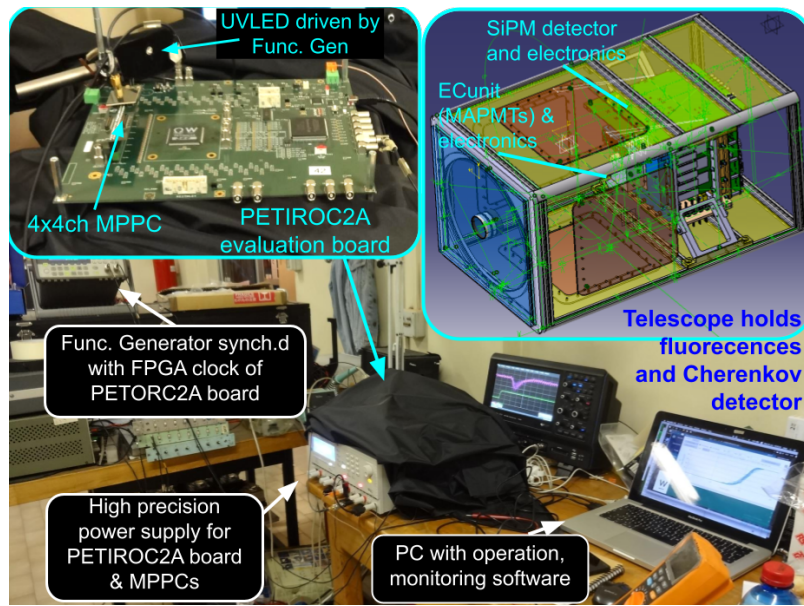 UVLED driven by
Func. Gen
4x4ch MPPC
PETIROC2A
evaluation board
SiPM detector
and electronics
ECunit
(MAPMTs) &
electronics
Telescope holds
fluorecences
and Cherenkov
detector
Func. Generator synch.d
with FPGA clock of
PETORC2A board
High precision
power supply for
PETIROC2A board
& MPPCs
PC with operation,
monitoring software